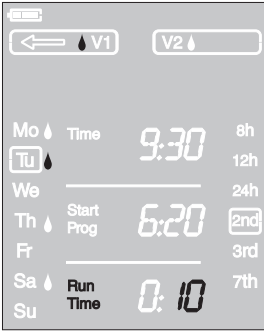 V1 V2
Mo Time 9:30 8h
Tu 12h
We 24h
Th Start Prog 6:20 2nd
Fr 3rd
Sa Run Time 0:10 7th
Su